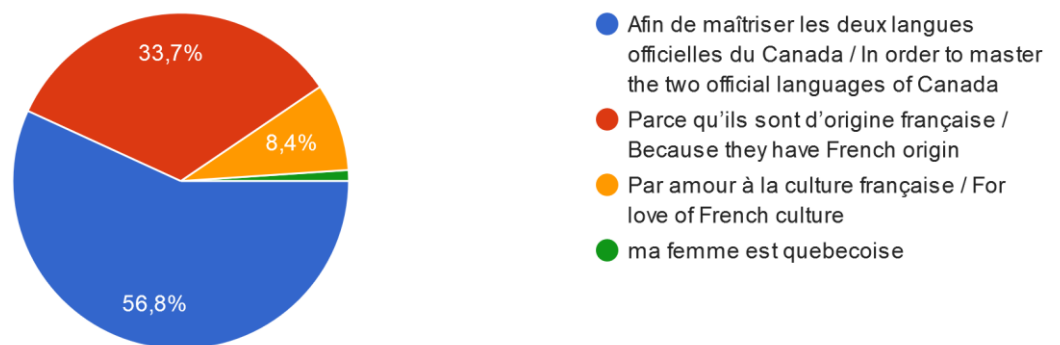 33,7%
8,4%
56,8%
Afin de maîtriser les deux langues
officielles du Canada / In order to master
the two official languages of Canada
Parce qu'ils sont d'origine française /
Because they have French origin
Par amour à la culture française / For
love of French culture
ma femme est quebecoise